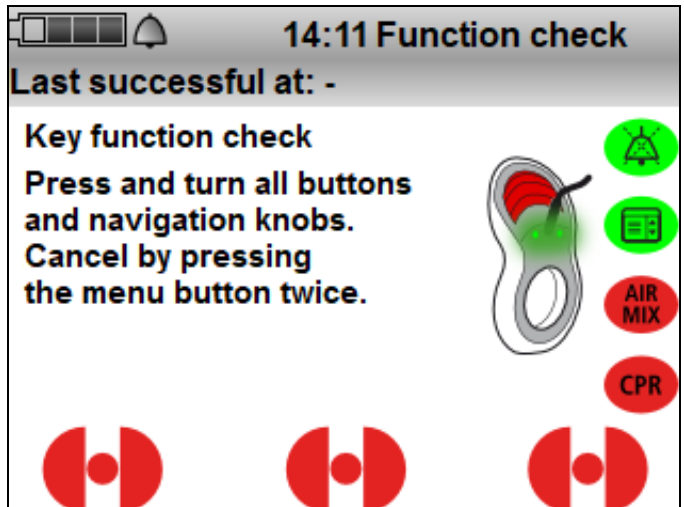 14:11 Function check
Last successful at: -
Key function check
Press and turn all buttons
and navigation knobs.
Cancel by pressing
the menu button twice.
AIR
MIX
CPR